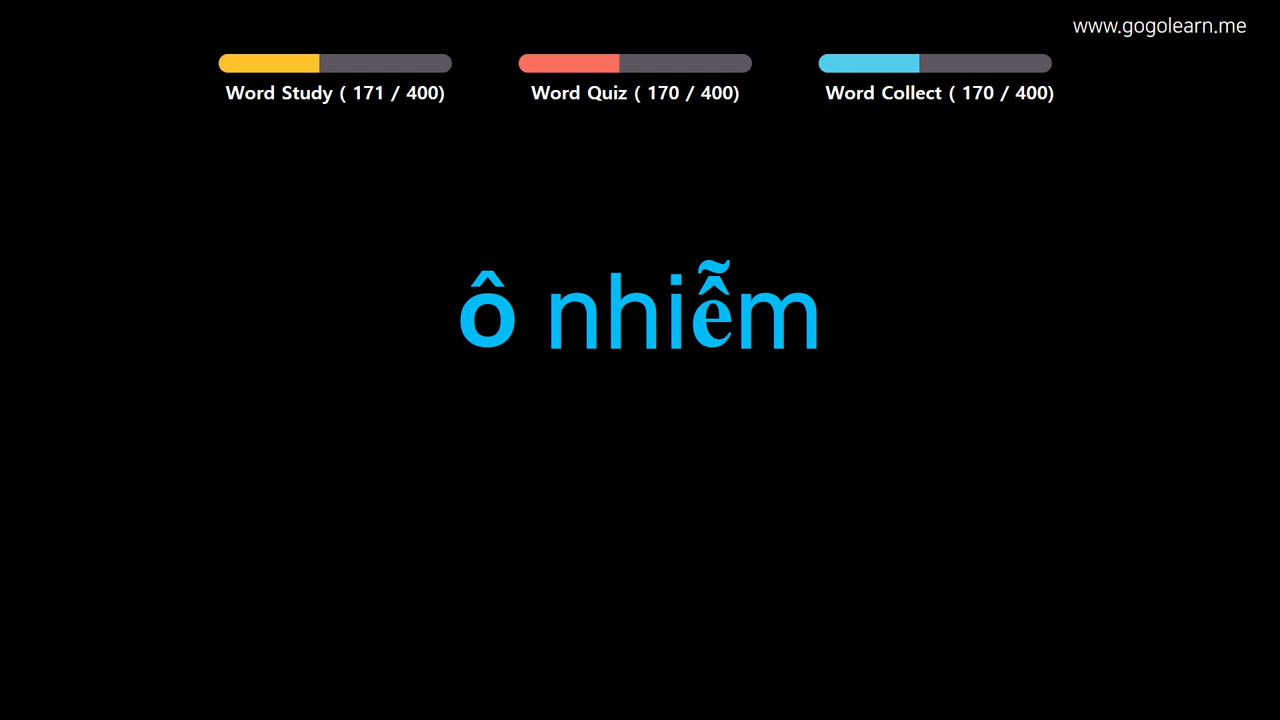 www.gogolearn.me
Word Study ( 171 / 400)
Word Quiz ( 170 / 400)
Word Collect ( 170 / 400)
ô nhiễm